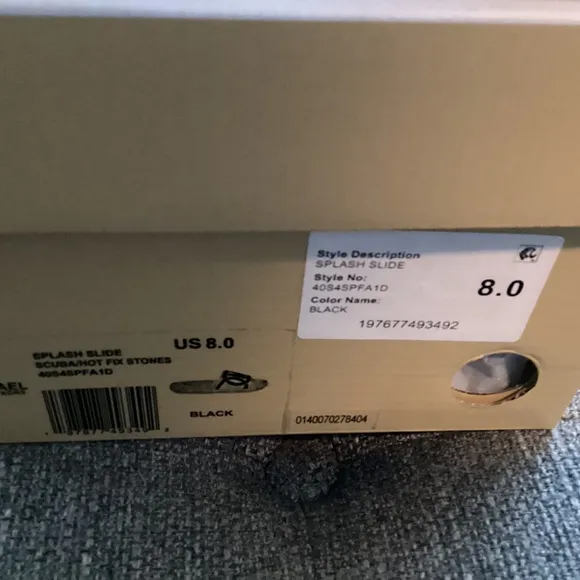 Style Description
SPLASH SLIDE
Style No:
40S4SPFA1D
Color Name:
BLACK
8.0
197677493492
US 8.0
SPLASH SLIDE
SCUBA/HOT FIX STONES
40S4SPFA1D
BLACK
0140070278404